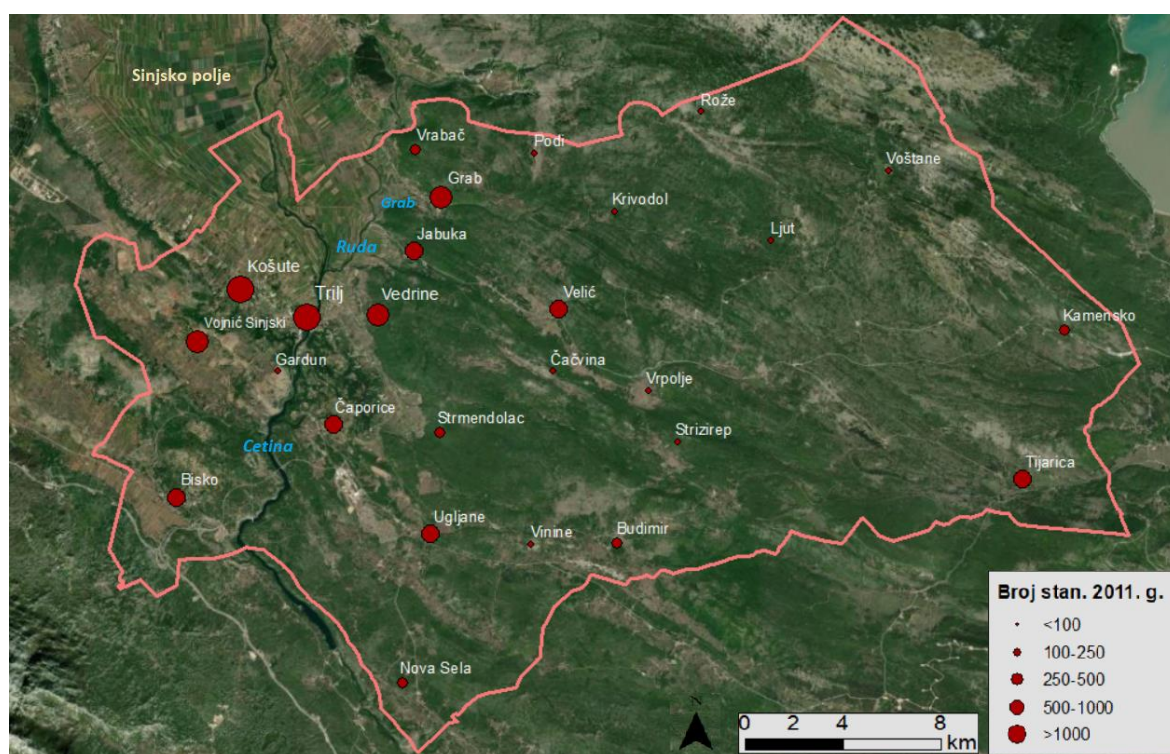 Sinjsko polje
Rože
Vrabač
Podi
Voštane
Grab
Grab
Krivodol
Ljut
Jabuka
Ruda
Košute
Trilj
Vedrine
Velić
Vojnić Sinjski
Kamensko
Gardun
Čačvina
Vrpolje
Čaporice
Strmendolac
Strizirep
Cetina
Tijarica
Bisko
Ugljane
Vinine
Budimir
Nova Sela
N
0 2 4 8
km
Broj stan. 2011. g.
<100
100-250
250-500
500-1000
>1000